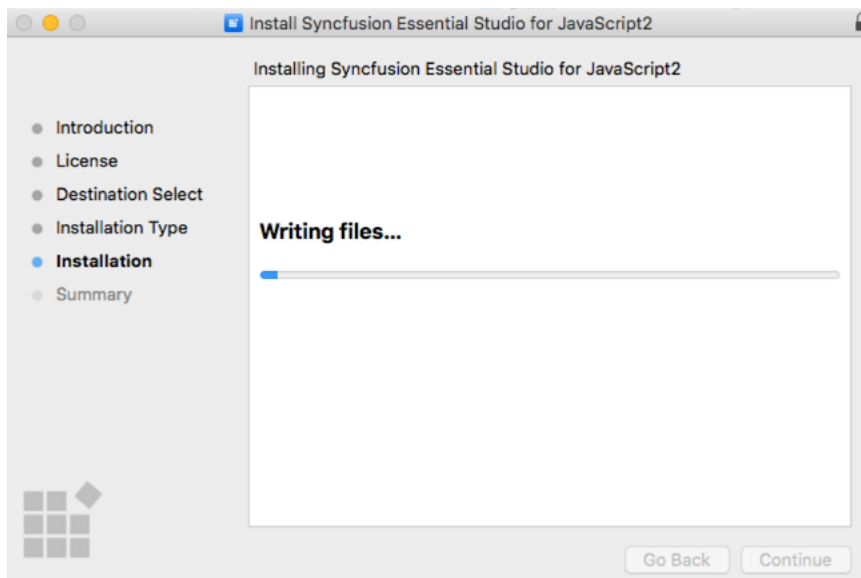 Install Syncfusion Essential Studio for JavaScript2
Installing Syncfusion Essential Studio for JavaScript2
Introduction
License
Destination Select
Installation Type
Installation
Summary
Writing files...
Go Back
Continue